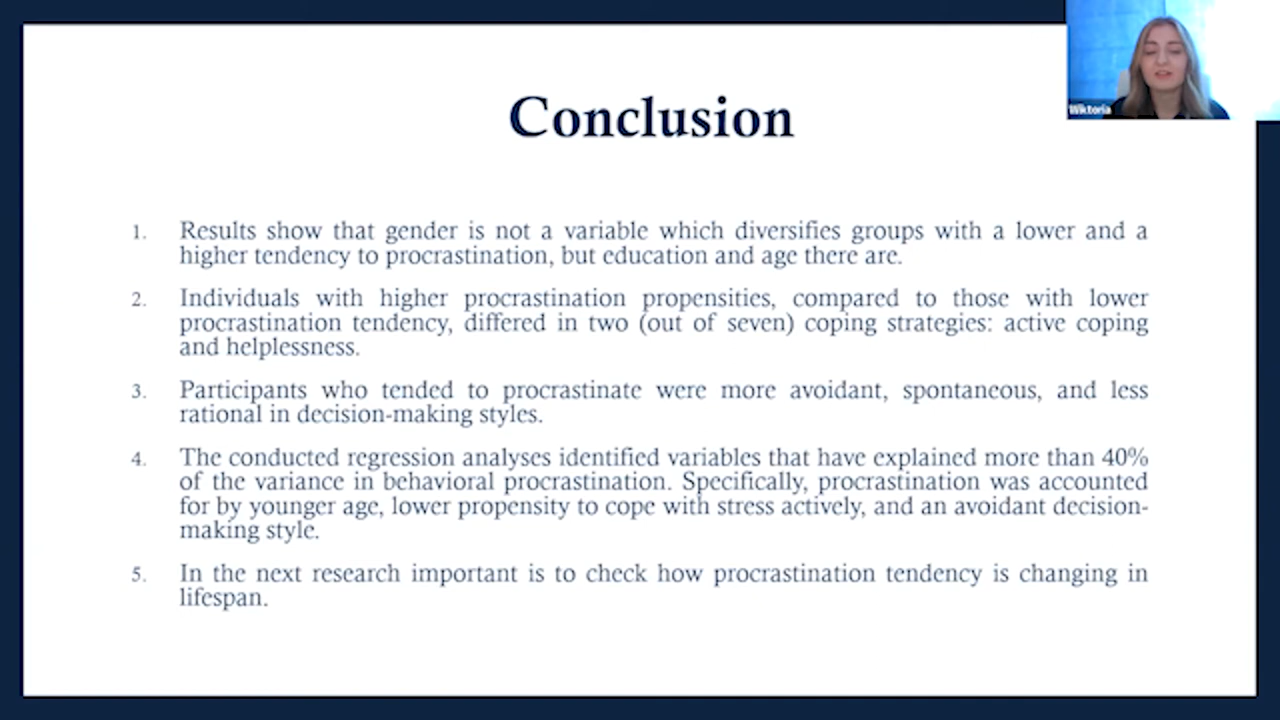 Wiktoria
Conclusion
1. Results show that gender is not a variable which diversifies groups with a lower and a
higher tendency to procrastination, but education and age there are.
2. Individuals with higher procrastination propensities, compared to those with lower
procrastination tendency, differed in two (out of seven) coping strategies: active coping
and helplessness.
3. Participants who tended to procrastinate were more avoidant, spontaneous, and less
rational in decision-making styles.
4. The conducted regression analyses identified variables that have explained more than 40%
of the variance in behavioral procrastination. Specifically, procrastination was accounted
for by younger age, lower propensity to cope with stress actively, and an avoidant decision-
making style.
5. In the next research important is to check how procrastination tendency is changing in
lifespan.